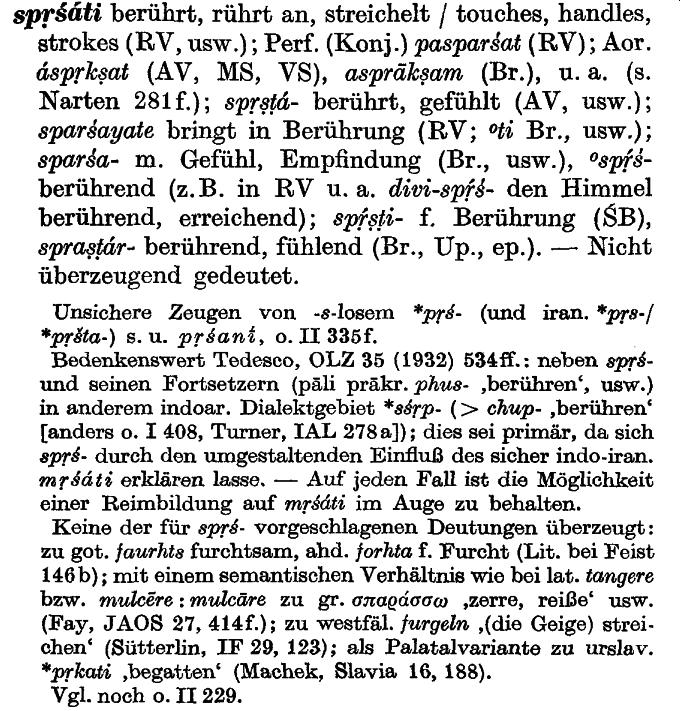 spṛśáti berührt, rührt an, streichelt / touches, handles,
strokes (RV, usw.); Perf. (Konj.) pasparśat (RV); Aor.
áspṛkṣat (AV, MS, VS), asprākṣam (Br.), u. a. (s.
Narten 281f.); spṛṣṭá- berührt, gefühlt (AV, usw.);
sparśayate bringt in Berührung (RV; ⁰ti Br., usw.);
sparśa- m. Gefühl, Empfindung (Br., usw.), ⁰spṛ́ś-
berührend (z. B. in RV u. a. divi-spṛ́ś- den Himmel
berührend, erreichend); spṛ́ṣṭi- f. Berührung (ŚB),
spraṣṭár- berührend, fühlend (Br., Up., ep.). — Nicht
überzeugend gedeutet.
Unsichere Zeugen von -s-losem *pṛś- (und iran. *pṛs-/
*pṛšta-) s. u. pṛśanī́, o. II 335f.
Bedenkenswert Tedesco, OLZ 35 (1932) 534ff.: neben spṛś-
und seinen Fortsetzern (pāli prākr. phus- ‚berühren‘, usw.)
in anderem indoar. Dialektgebiet *sśṛp- (> chup- ‚berühren‘
[anders o. I 408, Turner, IAL 278a]); dies sei primär, da sich
spṛś- durch den umgestaltenden Einfluß des sicher indo-iran.
mṛśáti erklären lasse. — Auf jeden Fall ist die Möglichkeit
einer Reimbildung auf mṛśáti im Auge zu behalten.
Keine der für spṛś- vorgeschlagenen Deutungen überzeugt:
zu got. faurhts furchtsam, ahd. forhta f. Furcht (Lit. bei Feist
146b); mit einem semantischen Verhältnis wie bei lat. tangere
bzw. mulcēre : mulcāre zu gr. σπαράσσω ‚zerre, reiße‘ usw.
(Fay, JAOS 27, 414f.); zu westfäl. furgeln ‚(die Geige) strei-
chen‘ (Sütterlin, IF 29, 123); als Palatalvariante zu urslav.
*pṛkati ‚begatten‘ (Machek, Slavia 16, 188).
Vgl. noch o. II 229.